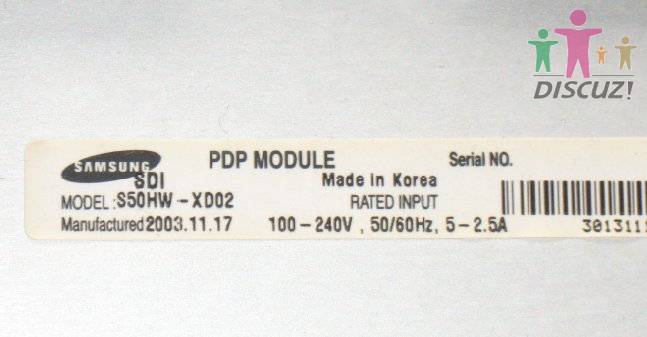 DISCUZ!
SAMSUNG
SDI
PDP MODULE
Serial NO.
Made in Korea
MODEL : S50HW-XD02
RATED INPUT
Manufactured 2003.11.17
100-240V, 50/60Hz, 5-2.5A